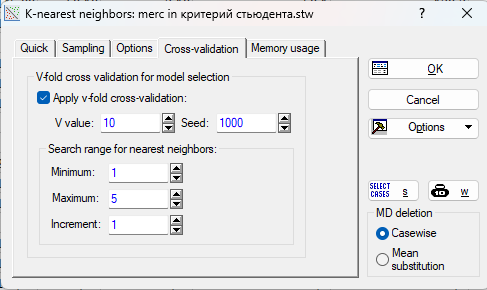 K-nearest neighbors: merc in критерий стьюдента.stw
Quick Sampling Options Cross-validation Memory usage
V-fold cross validation for model selection
Apply v-fold cross-validation:
V value: 10 Seed: 1000
Search range for nearest neighbors:
Minimum: 1
Maximum: 5
Increment: 1
OK
Cancel
Options
SELECT CASES s w
MD deletion
Casewise
Mean
substitution